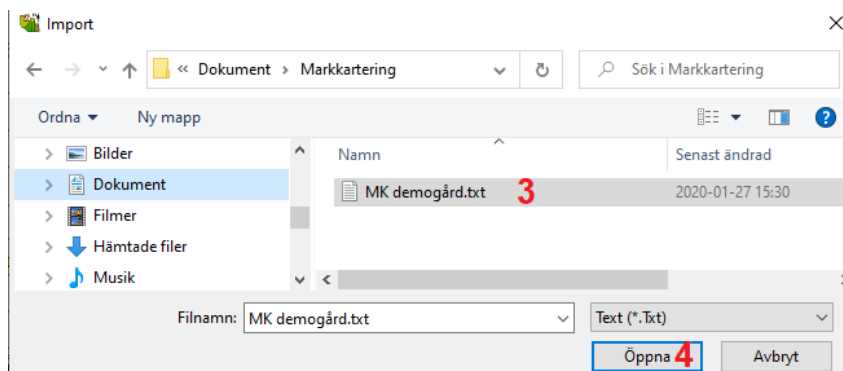 Import
« Dokument > Markkartering
Sök i Markkartering
Ordna Ny mapp
Bilder
Dokument
Filmer
Hämtade filer
Musik
Namn Senast ändrad
MK demogård.txt 3 2020-01-27 15:30
Filnamn: MK demogård.txt Text (*.Txt)
Öppna 4 Avbryt